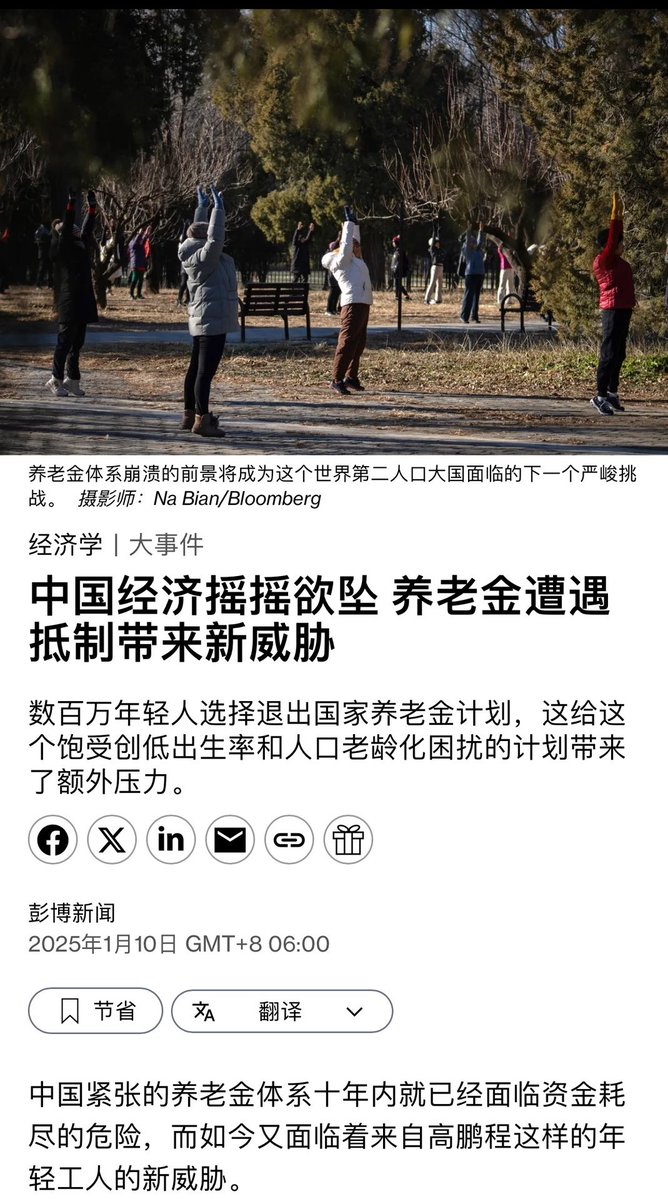 养老金体系崩溃的前景将成为这个世界第二人口大国面临的下一个严峻挑
战。 摄影师：Na Bian/Bloomberg
经济学 | 大事件
中国经济摇摇欲坠 养老金遭遇
抵制带来新威胁
数百万年轻人选择退出国家养老金计划，这给这
个饱受创低出生率和人口老龄化困扰的计划带来
了额外压力。
彭博新闻
2025年1月10日 GMT+8 06:00
节省
翻译
中国紧张的养老金体系十年内就已经面临资金耗
尽的危险，而如今又面临着来自高鹏程这样的年
轻工人的新威胁。